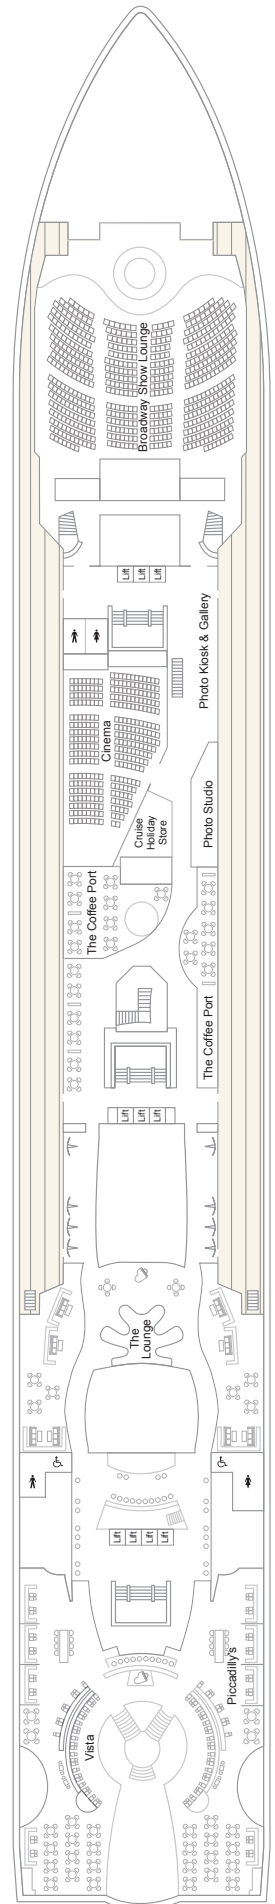 Broadway Show Lounge
Lift
Lift
Lift
Photo Kiosk & Gallery
Cinema
Cruise
Holiday
Store
Photo Studio
The Coffee Port
The Coffee Port
Lift
Lift
Lift
The
Lounge
Lift
Lift
Lift
Lift
Piccadilly's
Vista